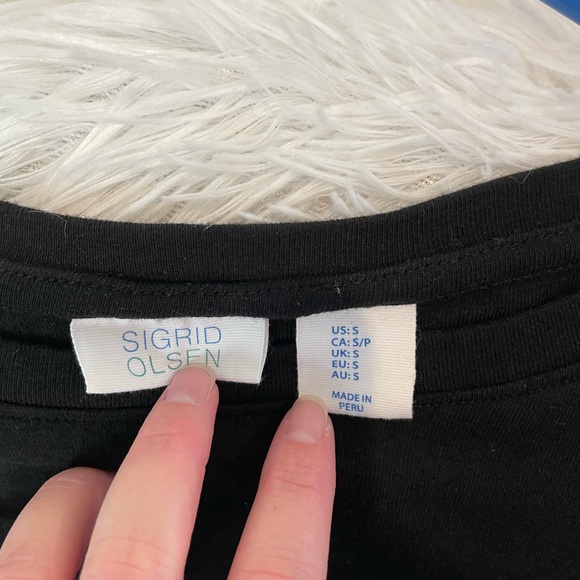 SIGRID
OLSEN
US: S
CA: S/P
UK: S
EU: S
AU: S
MADE IN
PERU